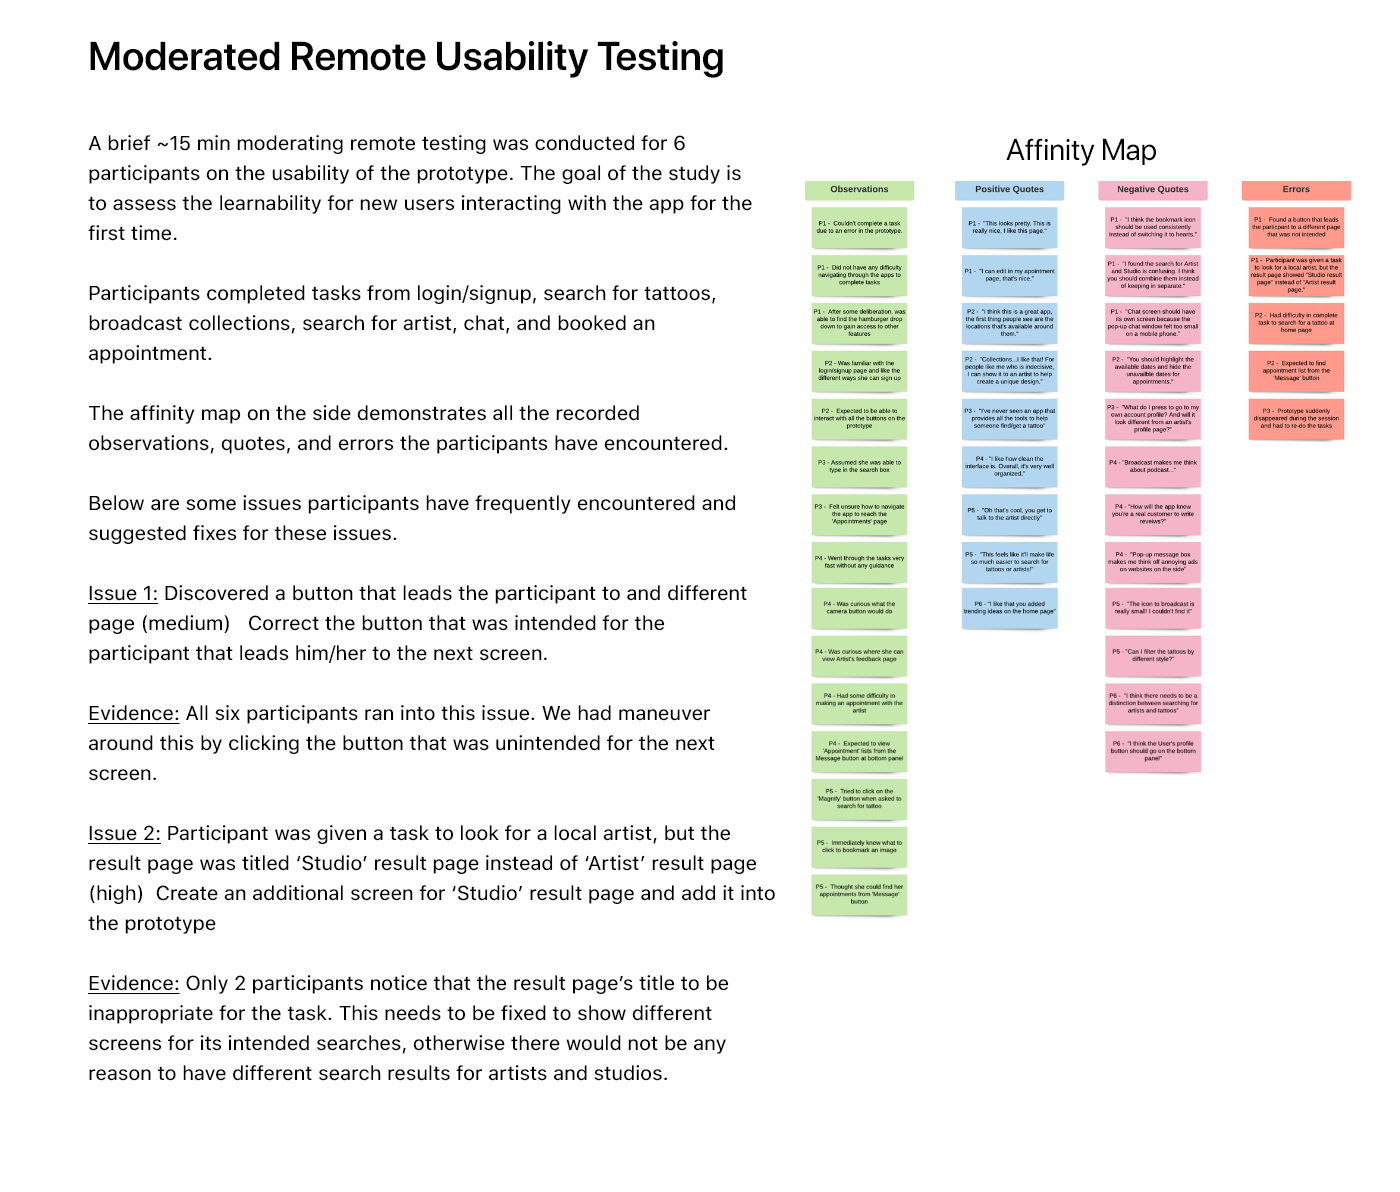 Moderated Remote Usability Testing
A brief ~15 min moderating remote testing was conducted for 6
participants on the usability of the prototype. The goal of the study is
to assess the learnability for new users interacting with the app for the
first time.
Participants completed tasks from login/signup, search for tattoos,
broadcast collections, search for artist, chat, and booked an
appointment.
The affinity map on the side demonstrates all the recorded
observations, quotes, and errors the participants have encountered.
Below are some issues participants have frequently encountered and
suggested fixes for these issues.
Issue 1: Discovered a button that leads the participant to and different
page (medium)   Correct the button that was intended for the
participant that leads him/her to the next screen.
Evidence: All six participants ran into this issue. We had maneuver
around this by clicking the button that was unintended for the next
screen.
Issue 2: Participant was given a task to look for a local artist, but the
result page was titled ‘Studio’ result page instead of ‘Artist’ result page
(high)  Create an additional screen for ‘Studio’ result page and add it into
the prototype
Evidence: Only 2 participants notice that the result page’s title to be
inappropriate for the task. This needs to be fixed to show different
screens for its intended searches, otherwise there would not be any
reason to have different search results for artists and studios.
Affinity Map
Observations
P1 - Couldn't complete a task
due to an error in the prototype.
P1 - Did not have any difficulty
navigating through the apps to
complete tasks
P1 - After some deliberation, was
able to find the hamburger drop
down to gain access to other
features
P2 - Was familiar with the
login/signup page and like the
different ways she can sign up
P2 - Expected to be able to
interact with all the buttons on the
prototype
P3 - Assumed she was able to
type in the search box
P3 - Felt unsure how to navigate
the app to reach the
'Appointments' page
P4 - Went through the tasks very
fast without any guidance
P4 - Was curious what the
camera button would do
P4 - Was curious where she can
view Artist's feedback page
P4 - Had some difficulty in
making an appointment with the
artist
P4 - Expected to view
'Appointment' lists from the
Message button at bottom panel
P5 - Tried to click on the
'Magnify' button when asked to
search for tattoo
P5 - Immediately knew what to
click to bookmark an image
P5 - Thought she could find her
appointments from 'Message'
button
Positive Quotes
P1 - "This looks pretty. This is
really nice. I like this page."
P1 - "I can edit in my apointment
page, that's nice."
P2 - "I think this is a great app,
the first thing people see are the
locations that's available around
them."
P2 - "Collections...I like that! For
people like me who is indecisive,
I can show it to an artist to help
create a unique design."
P3 - "I've never seen an app that
provides all the tools to help
someone find/get a tattoo"
P4 - "I like how clean the
interface is. Overall, it's very well
organized,"
P5 - "Oh that's cool, you get to
talk to the artist directly"
P5 - "This feels like it'll make life
so much easier to search for
tattoos or artists!"
P6 - "I like that you added
trending ideas on the home page"
Negative Quotes
P1 - "I think the bookmark icon
should be used consistently
instead of switching it to hearts."
P1 - "I found the search for Artist
and Studio is confusing. I think
you should combine them instead
of keeping in separate."
P1 - "Chat screen should have
its own screen because the
pop-up chat window felt too small
on a mobile phone."
P2 - "You should highlight the
available dates and hide the
unavailble dates for
appointments."
P3 - "What do I press to go to my
own account profile? And will it
look different from an artist's
profile page?"
P4 - "Broadcast makes me think
about podcast..."
P4 - "How will the app know
you're a real customer to write
reveiws?"
P4 - "Pop-up message box
makes me think off annoying ads
on websites on the side"
P5 - "The icon to broadcast is
really small! I couldn't find it"
P5 - "Can I filter the tattoos by
different style?"
P6 - "I think there needs to be a
distinction between searching for
artists and tattoos"
P6 - "I think the User's profile
button should go on the bottom
panel"
Errors
P1 - Found a button that leads
the particpant to a different page
that was not intended
P1 - Participant was given a task
to look for a local artist, but the
result page showed "Studio result
page" instead of "Artist result
page."
P2 - Had difficulty in complete
task to search for a tattoo at
home page
P2 - Expected to find
appointment list from the
'Message' button
P3 - Prototype suddenly
disappeared during the session
and had to re-do the tasks